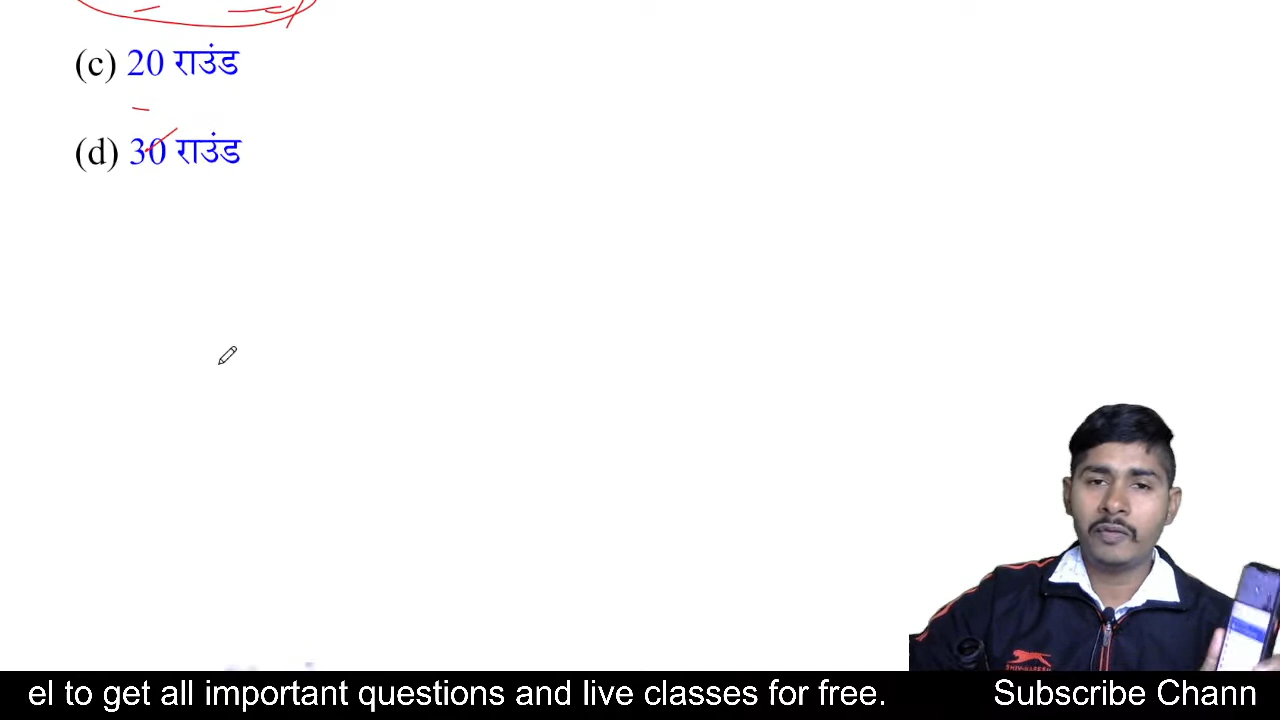 (c) 20 राउंड
(d) 30 राउंड
el to get all important questions and live classes for free. Subscribe Chann